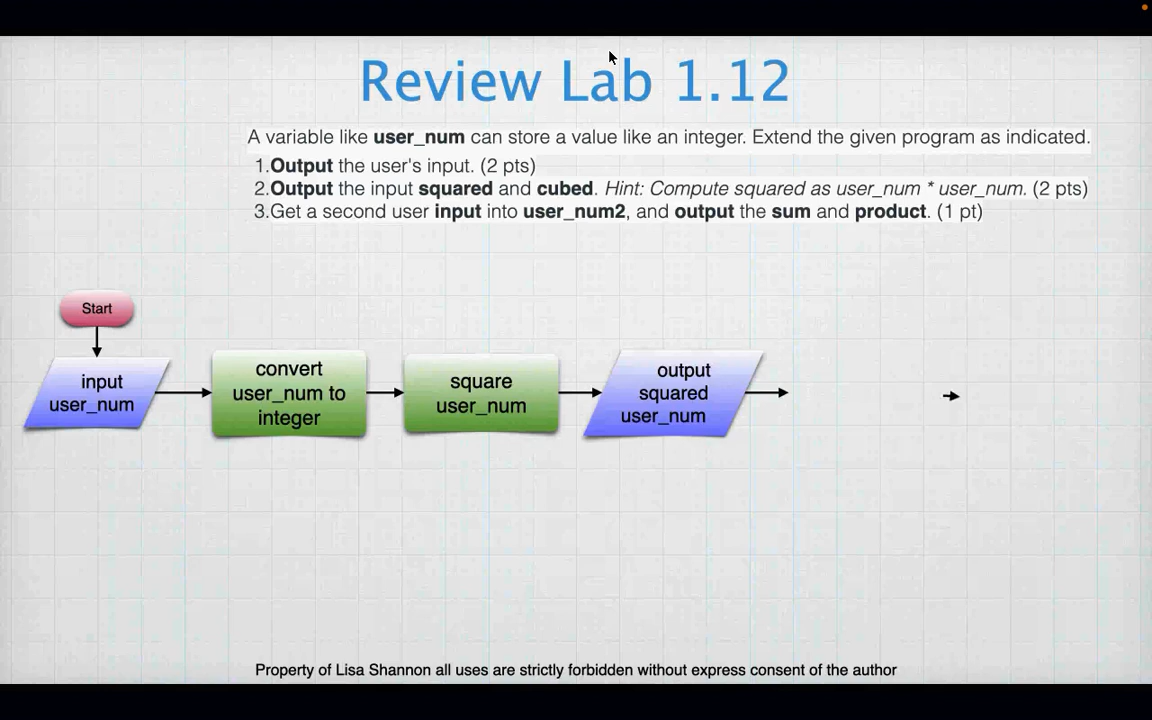 Review Lab 1.12
A variable like user_num can store a value like an integer. Extend the given program as indicated.
1.Output the user's input. (2 pts)
2.Output the input squared and cubed. Hint: Compute squared as user_num * user_num. (2 pts)
3.Get a second user input into user_num2, and output the sum and product. (1 pt)
Start
input
user_num
convert
user_num to
integer
square
user_num
output
squared
user_num
Property of Lisa Shannon all uses are strictly forbidden without express consent of the author